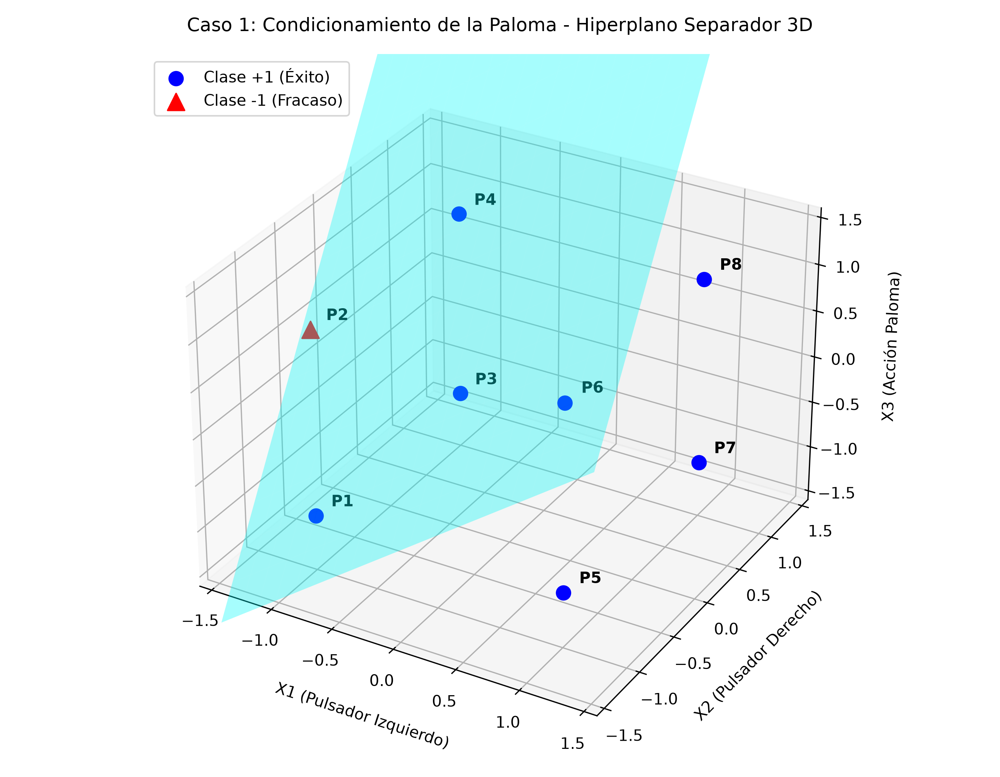 Caso 1: Condicionamiento de la Paloma - Hiperplano Separador 3D
Clase +1 (Éxito)
Clase -1 (Fracaso)
P4
P8
P2
P3
P6
P7
P1
P5
1.5
1.0
0.5
0.0
−0.5
−1.0
−1.5
X3 (Acción Paloma)
1.5
1.0
0.5
0.0
−0.5
−1.0
−1.5
X2 (Pulsador Derecho)
−1.5
−1.0
−0.5
0.0
0.5
1.0
1.5
X1 (Pulsador Izquierdo)